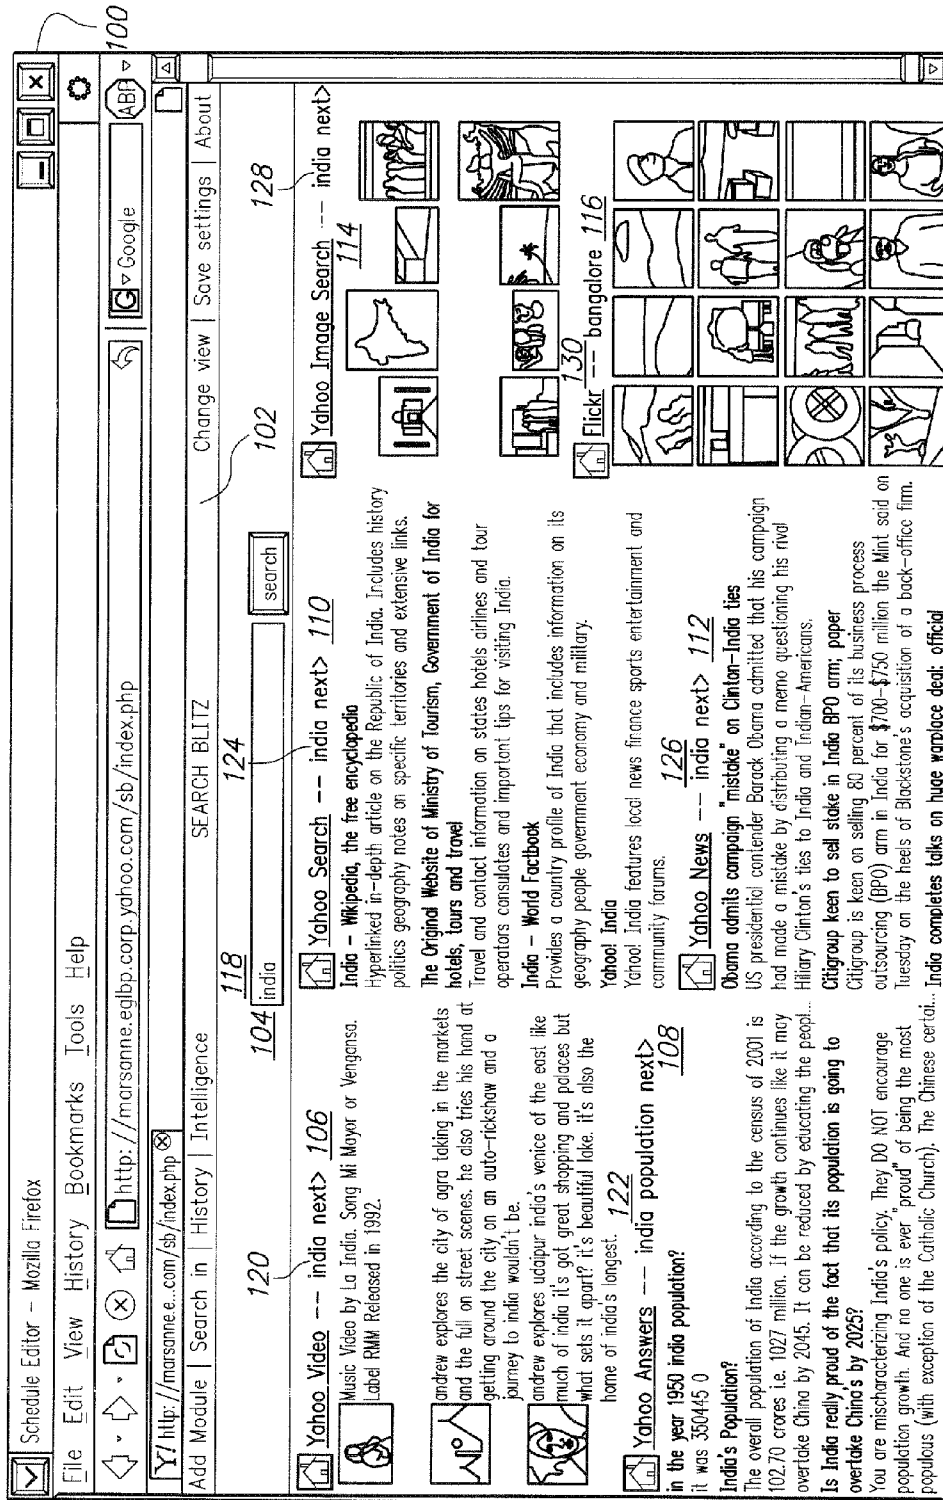 100
Schedule Editor - Mozilla Firefox
File Edit View History Bookmarks Tools Help
http://marsanne.eglbp.corp.yahoo.com/sb/index.php
G Google
ABP
Y! http://marsanne.e...com/sb/index.php
Add Module | Search in | History | Intelligence
SEARCH BLITZ
Change view | Save settings | About
102
118
104 india
search
120
124
128
Yahoo Video -- india next> 106
Music Video by La India. Song Mi Mayor or Venganza.
Label RMM Released in 1992.
andrew explores the city of agra taking in the markets
and the full on street scenes. he also tries his hand at
getting around the city on an auto-rickshaw and a
journey to india wouldn't be.
andrew explores udaipur india's venice of the east like
much of india it's got great shopping and palaces but
what sets it apart? it's beautiful lake. it's also the
home of india's longest.
122
Yahoo Answers -- india population next>
108
in the year 1950 india population?
it was 350445 0
India's Population?
The overall population of India according to the census of 2001 is
102.70 crores i.e. 1027 million. If the growth continues like it may
overtake China by 2045. It can be reduced by educating the peopl...
Is India really proud of the fact that its population is going to
overtake China's by 2025?
You are mischaracterizing India's policy. They DO NOT encourage
population growth. And no one is ever "proud" of being the most
populous (with exception of the Catholic Church). The Chinese certai...
Yahoo Search -- india next> 110
India - Wikipedia, the free encyclopedia
Hyperlinked in-depth article on the Republic of India. Includes history
politics geography notes on specific territories and extensive links.
The Original Website of Ministry of Tourism, Government of India for
hotels, tours and travel
Travel and contact information on states hotels airlines and tour
operators consulates and important tips for visiting India.
India - World Factbook
Provides a country profile of India that includes information on its
geography people government economy and military.
Yahoo! India
Yahoo! India features local news finance sports entertainment and
community forums.
126
Yahoo News -- india next> 112
Obama admits campaign "mistake" on Clinton-India ties
US presidential contender Barack Obama admitted that his campaign
had made a mistake by distributing a memo questioning his rival
Hillary Clinton's ties to India and Indian-Americans.
Citigroup keen to sell stake in India BPO arm; paper
Citigroup is keen on selling 80 percent of its business process
outsourcing (BPO) arm in India for $700-$750 million the Mint said on
Tuesday on the heels of Blackstone's acquisition of a back-office firm.
India completes talks on huge warplace deal: official
Yahoo Image Search --- india next>
114
130
Flickr -- bangalore 116